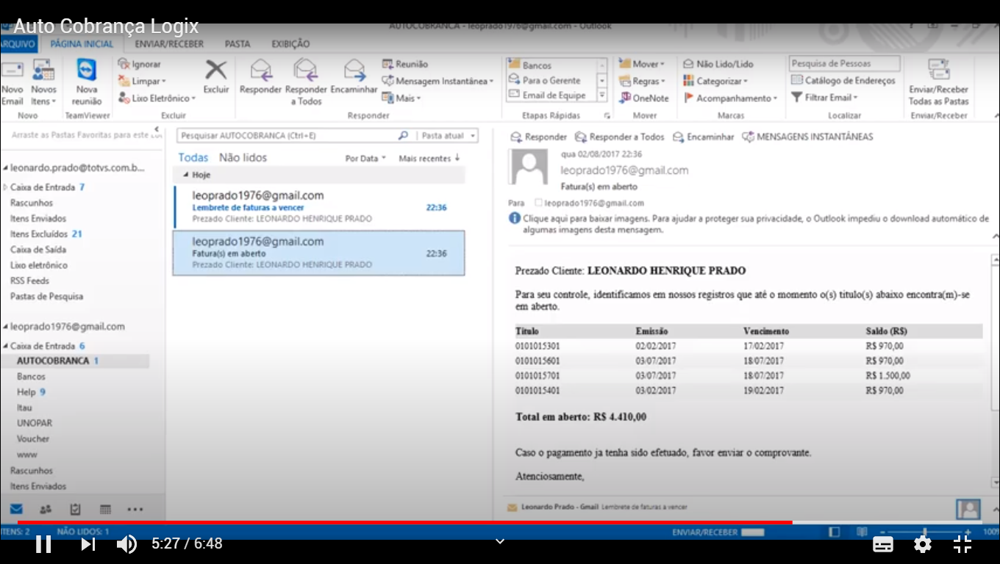 Auto Cobrança Logix
AUTOCOBRANCA - leoprado1976@gmail.com - Outlook
ARQUIVO PÁGINA INICIAL ENVIAR/RECEBER PASTA EXIBIÇÃO
Novo Email
Novos Itens
Novo
Nova reunião
TeamViewer
Ignorar
Limpar
Lixo Eletrônico
Excluir
Excluir
Responder
Responder a Todos
Encaminhar
Reunião
Mensagem Instantânea
Mais
Responder
Bancos
Para o Gerente
Email de Equipe
Etapas Rápidas
Mover
Regras
OneNote
Mover
Não Lido/Lido
Categorizar
Acompanhamento
Marcas
Pesquisa de Pessoas
Catálogo de Endereços
Filtrar Email
Localizar
Enviar/Receber Todas as Pastas
Enviar/Receber
Arraste as Pastas Favoritas para este
leonardo.prado@totvs.com.b...
Caixa de Entrada 7
Rascunhos
Itens Enviados
Itens Excluídos 21
Caixa de Saída
Lixo eletrônico
RSS Feeds
Pastas de Pesquisa
leoprado1976@gmail.com
Caixa de Entrada 6
AUTOCOBRANCA 1
Bancos
Help 9
Itau
UNOPAR
Voucher
www
Rascunhos
Itens Enviados
Pesquisar AUTOCOBRANCA (Ctrl+E) Pasta atual
Todas Não lidos Por Data Mais recentes
Hoje
leoprado1976@gmail.com
Lembrete de faturas a vencer 22:36
Prezado Cliente: LEONARDO HENRIQUE PRADO
leoprado1976@gmail.com
Fatura(s) em aberto 22:36
Prezado Cliente: LEONARDO HENRIQUE PRADO
Responder Responder a Todos Encaminhar MENSAGENS INSTANTÂNEAS
qua 02/08/2017 22:36
leoprado1976@gmail.com
Fatura(s) em aberto
Para leoprado1976@gmail.com
Clique aqui para baixar imagens. Para ajudar a proteger sua privacidade, o Outlook impediu o download automático de
algumas imagens desta mensagem.
Prezado Cliente: LEONARDO HENRIQUE PRADO
Para seu controle, identificamos em nossos registros que até o momento o(s) titulo(s) abaixo encontra(m)-se
em aberto.
Titulo Emissão Vencimento Saldo (R$)
0101015301 02/02/2017 17/02/2017 R$ 970,00
0101015601 03/07/2017 18/07/2017 R$ 970,00
0101015701 03/07/2017 18/07/2017 R$ 1.500,00
0101015401 03/02/2017 19/02/2017 R$ 970,00
Total em aberto: R$ 4.410,00
Caso o pagamento ja tenha sido efetuado, favor enviar o comprovante.
Atenciosamente,
Leonardo Prado - Gmail Lembrete de faturas a vencer
ITENS: 2 NÃO LIDOS: 1 ENVIAR/RECEBER 100%
5:27 / 6:48